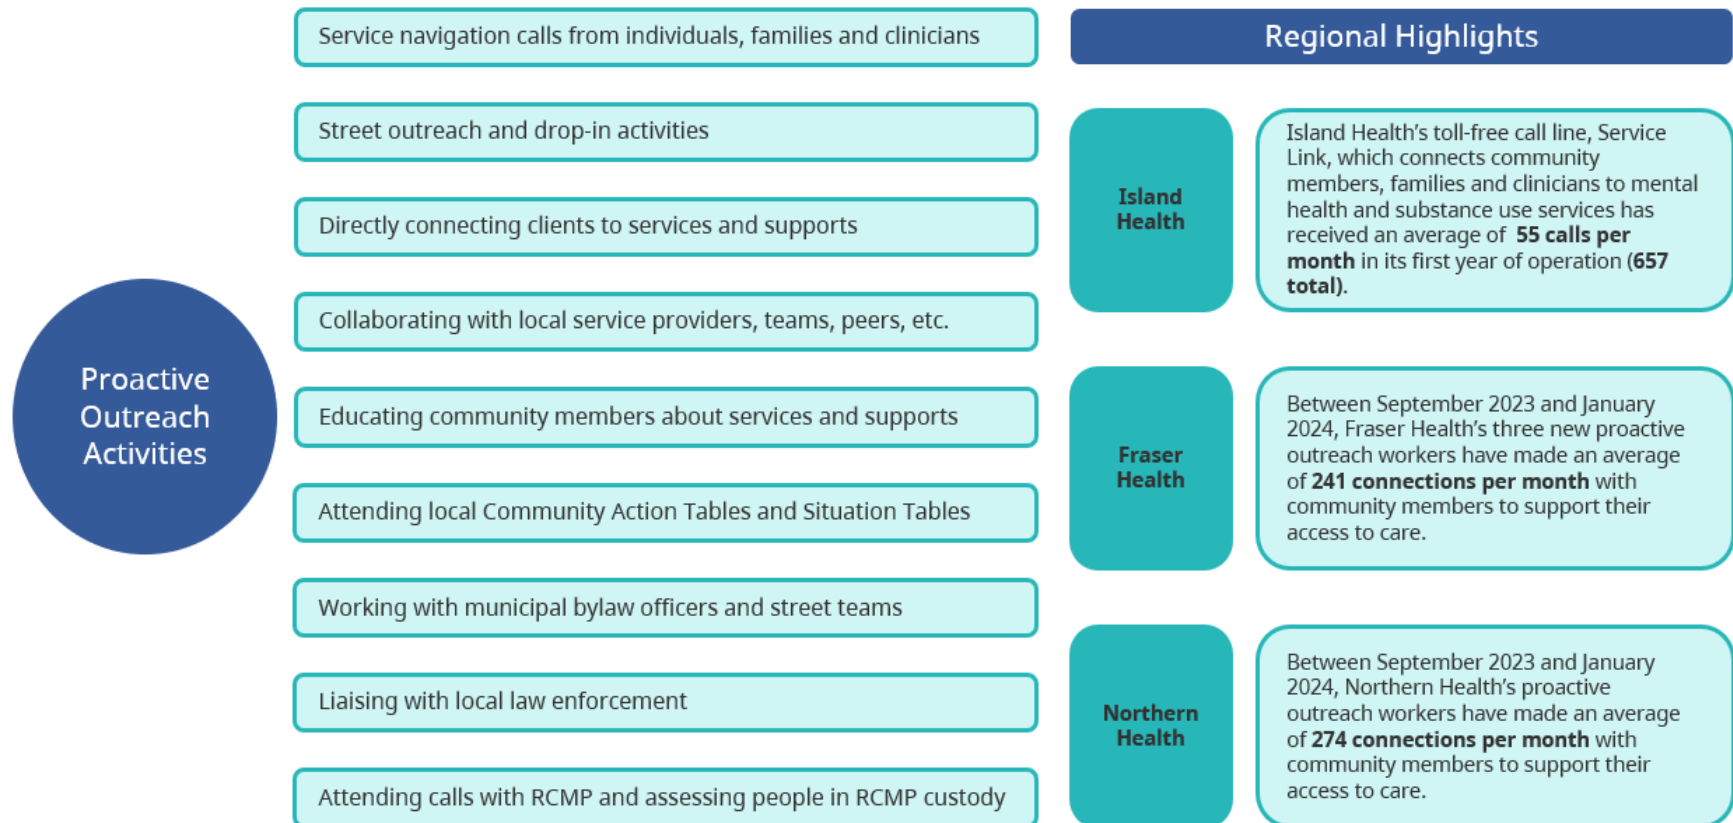 Proactive
Outreach
Activities
Service navigation calls from individuals, families and clinicians
Street outreach and drop-in activities
Directly connecting clients to services and supports
Collaborating with local service providers, teams, peers, etc.
Educating community members about services and supports
Attending local Community Action Tables and Situation Tables
Working with municipal bylaw officers and street teams
Liaising with local law enforcement
Attending calls with RCMP and assessing people in RCMP custody
Regional Highlights
Island
Health
Island Health’s toll-free call line, Service
Link, which connects community
members, families and clinicians to mental
health and substance use services has
received an average of 55 calls per
month in its first year of operation (657
total).
Fraser
Health
Between September 2023 and January
2024, Fraser Health’s three new proactive
outreach workers have made an average
of 241 connections per month with
community members to support their
access to care.
Northern
Health
Between September 2023 and January
2024, Northern Health’s proactive
outreach workers have made an average
of 274 connections per month with
community members to support their
access to care.